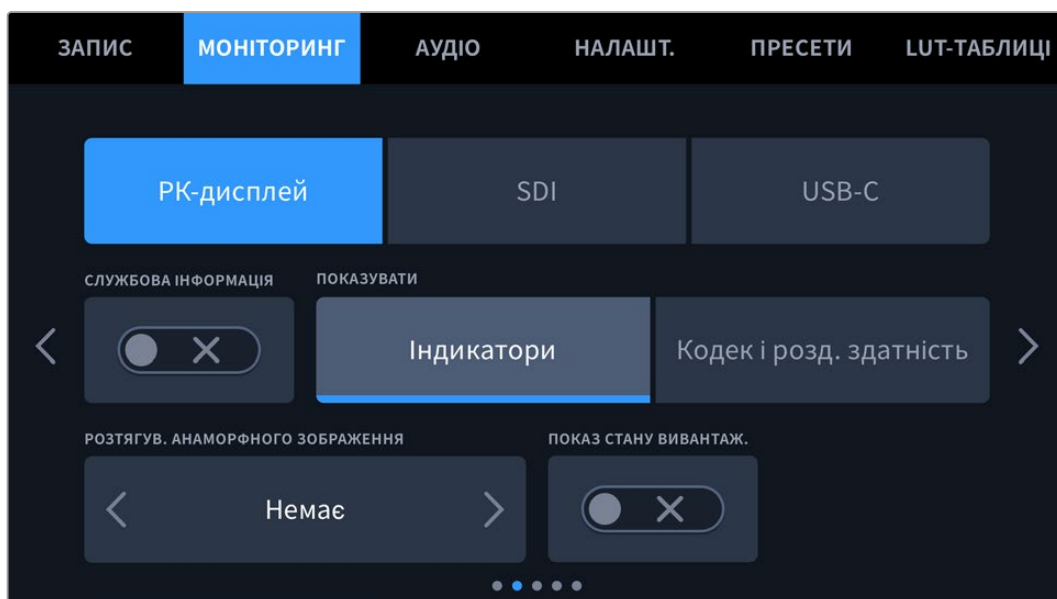 ЗАПИС МОНІТОРИНГ АУДІО НАЛАШТ. ПРЕСЕТИ LUT-ТАБЛИЦІ
РК-дисплей SDI USB-C
СЛУЖБОВА ІНФОРМАЦІЯ ПОКАЗУВАТИ
Індикатори Кодек і розд. здатність
РОЗТЯГУВ. АНАМОРФНОГО ЗОБРАЖЕННЯ ПОКАЗ СТАНУ ВИВАНТАЖ.
Немає